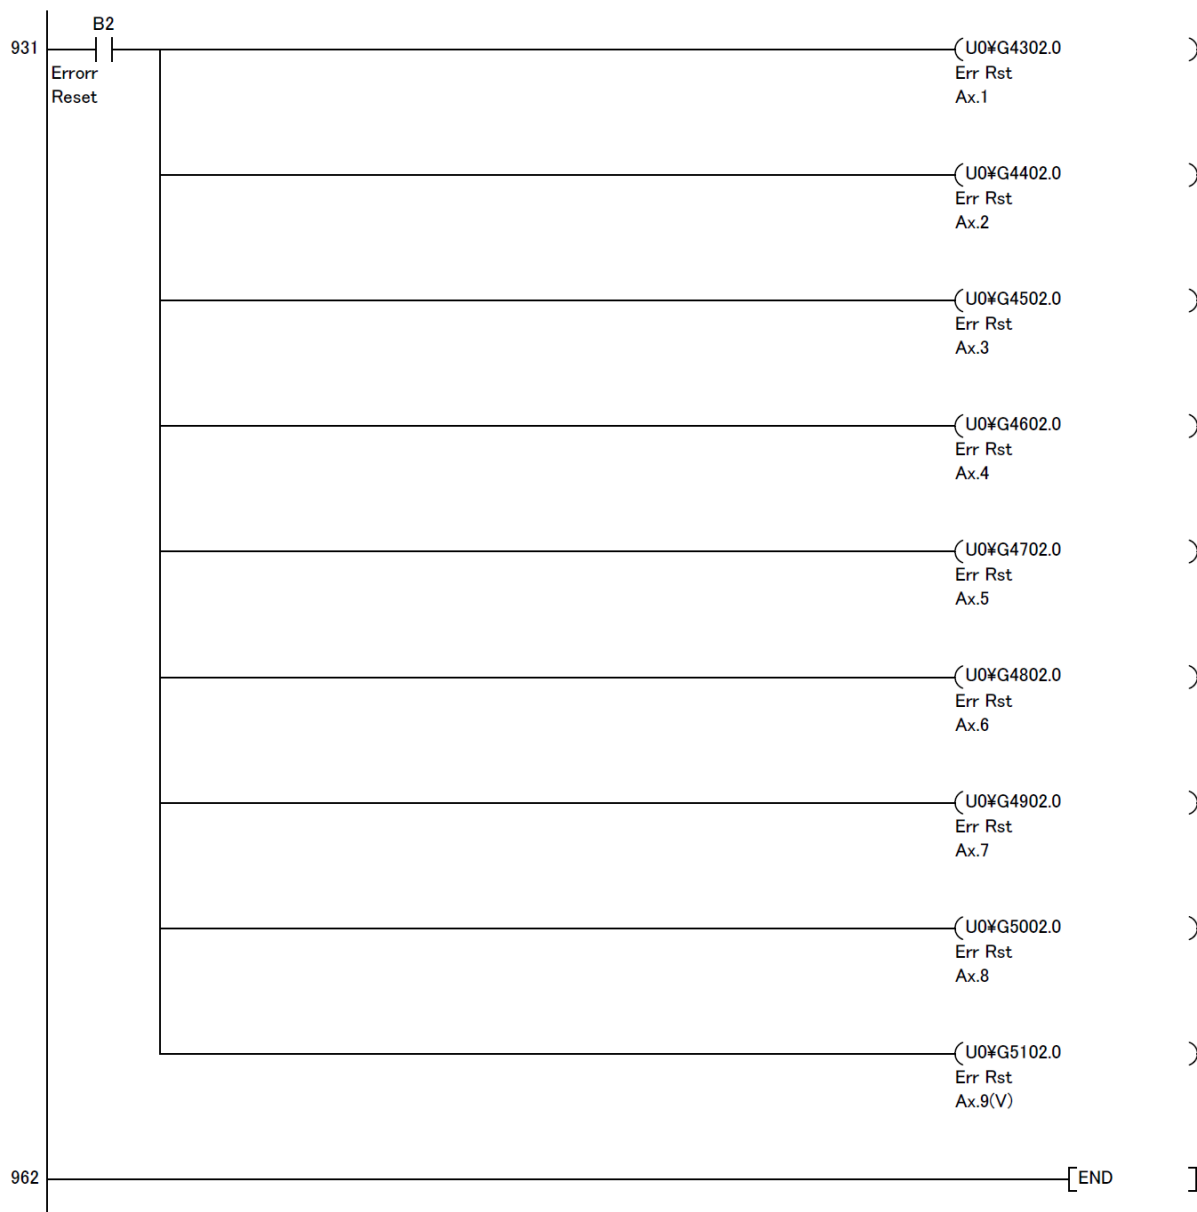 B2
931
U0¥G4302.0
Errorr
Reset
Err Rst
Ax.1
U0¥G4402.0
Err Rst
Ax.2
U0¥G4502.0
Err Rst
Ax.3
U0¥G4602.0
Err Rst
Ax.4
U0¥G4702.0
Err Rst
Ax.5
U0¥G4802.0
Err Rst
Ax.6
U0¥G4902.0
Err Rst
Ax.7
U0¥G5002.0
Err Rst
Ax.8
U0¥G5102.0
Err Rst
Ax.9(V)
962
END